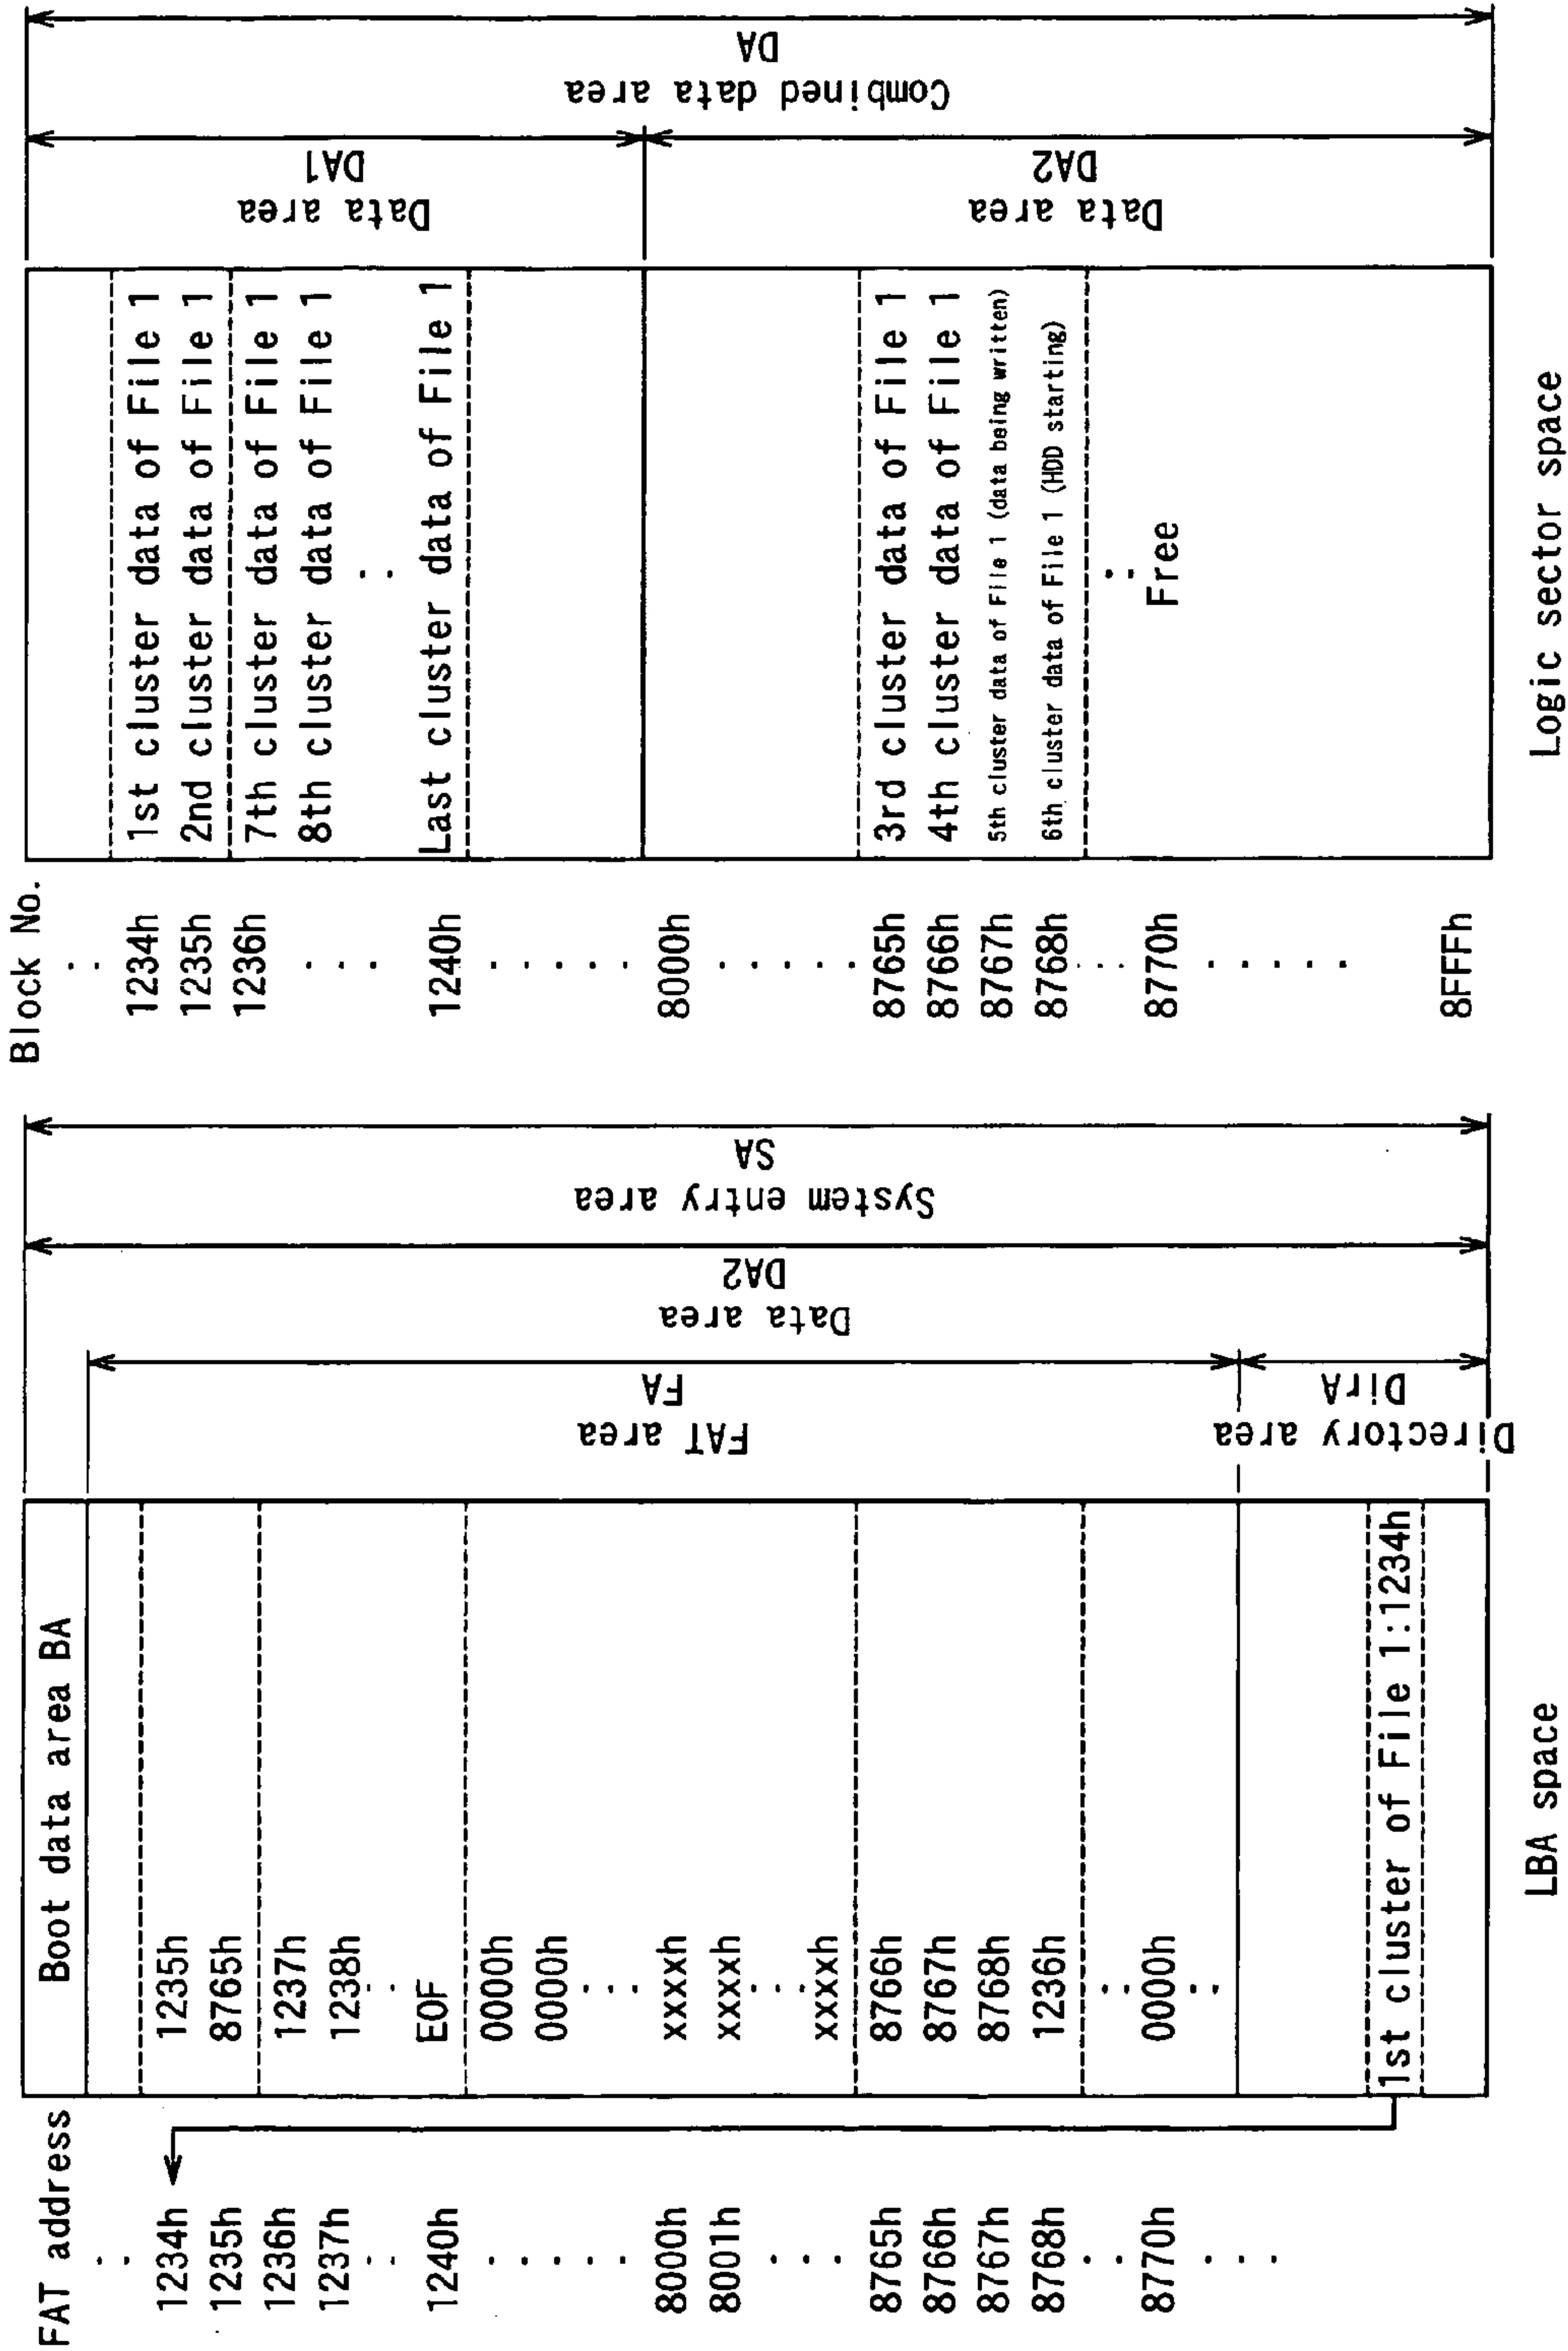 FAT address
1234h
1235h
1236h
1237h
1240h
8000h
8001h
8765h
8766h
8767h
8768h
8770h
Boot data area BA
1235h
8765h
1237h
1238h
EOF
0000h
0000h
xxxxh
xxxxh
xxxxh
8766h
8767h
8768h
1236h
0000h
1st cluster of File 1:1234h
FAT area
FA
Directory area
DirA
Data area
DA2
System entry area
SA
LBA space
Block No.
1234h
1235h
1236h
1240h
8000h
8765h
8766h
8767h
8768h
8770h
8FFFh
1st cluster data of File 1
2nd cluster data of File 1
7th cluster data of File 1
8th cluster data of File 1
Last cluster data of File 1
3rd cluster data of File 1
4th cluster data of File 1
5th cluster data of File 1 (data being written)
6th cluster data of File 1 (HDD starting)
Free
Data area
DA1
Data area
DA2
Combined data area
DA
Logic sector space